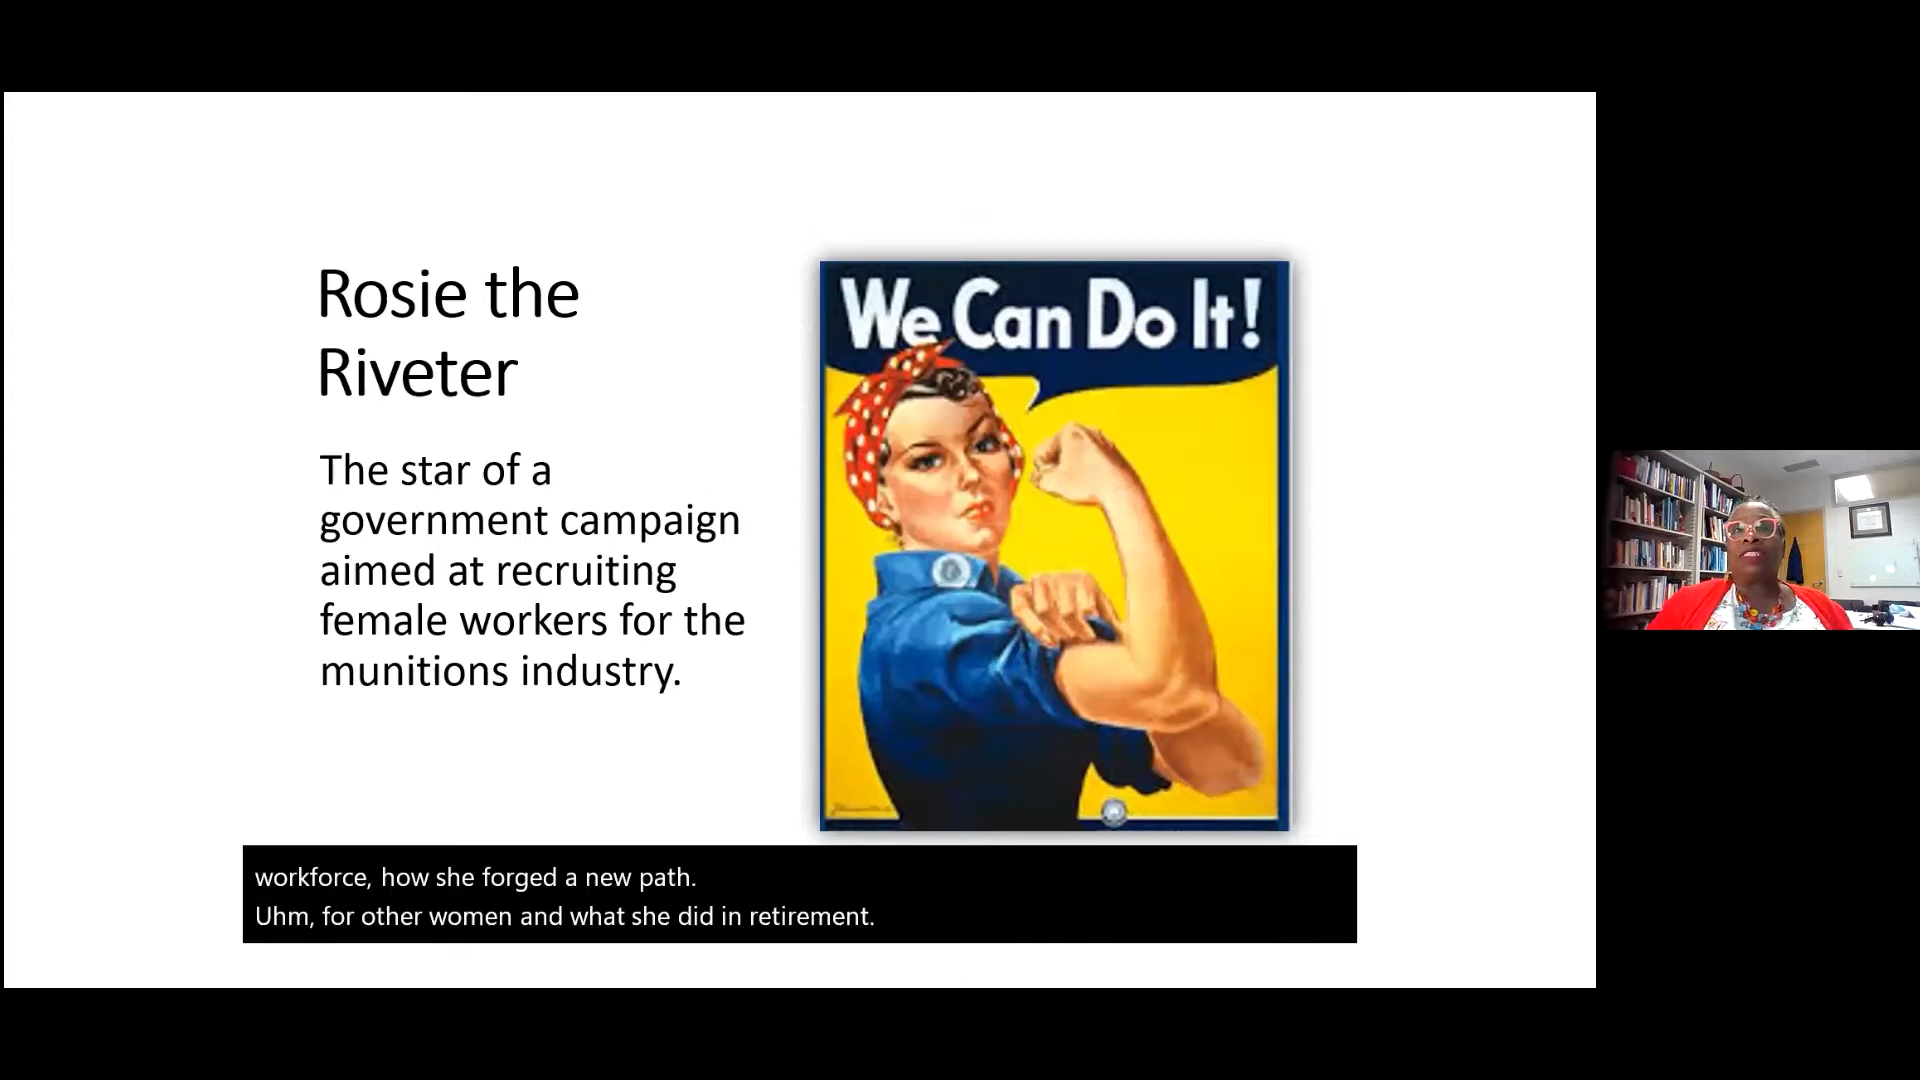 Rosie the
Riveter
The star of a
government campaign
aimed at recruiting
female workers for the
munitions industry.
We Can Do It!
workforce, how she forged a new path.
Uhm, for other women and what she did in retirement.